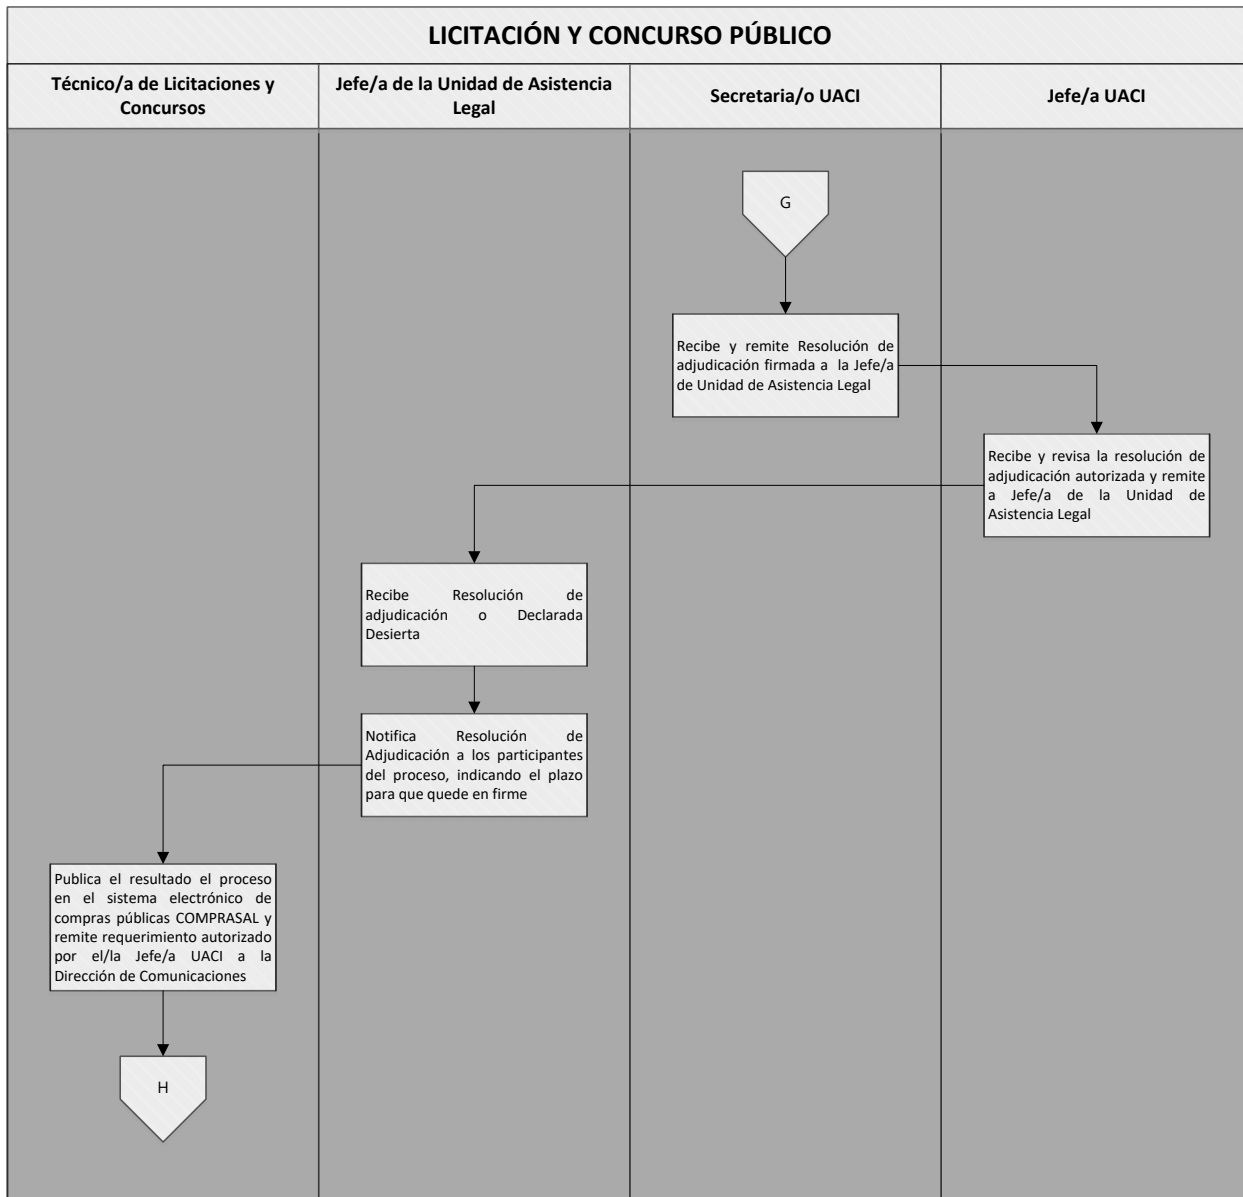 LICITACIÓN Y CONCURSO PÚBLICO
Técnico/a de Licitaciones y
Concursos
Jefe/a de la Unidad de Asistencia
Legal
Secretaria/o UACI
Jefe/a UACI
G
Recibe y remite Resolución de
adjudicación firmada a la Jefe/a
de Unidad de Asistencia Legal
Recibe y revisa la resolución de
adjudicación autorizada y remite
a Jefe/a de la Unidad de
Asistencia Legal
Recibe Resolución de
adjudicación o Declarada
Desierta
Notifica Resolución de
Adjudicación a los participantes
del proceso, indicando el plazo
para que quede en firme
Publica el resultado el proceso
en el sistema electrónico de
compras públicas COMPRASAL y
remite requerimiento autorizado
por el/la Jefe/a UACI a la
Dirección de Comunicaciones
H